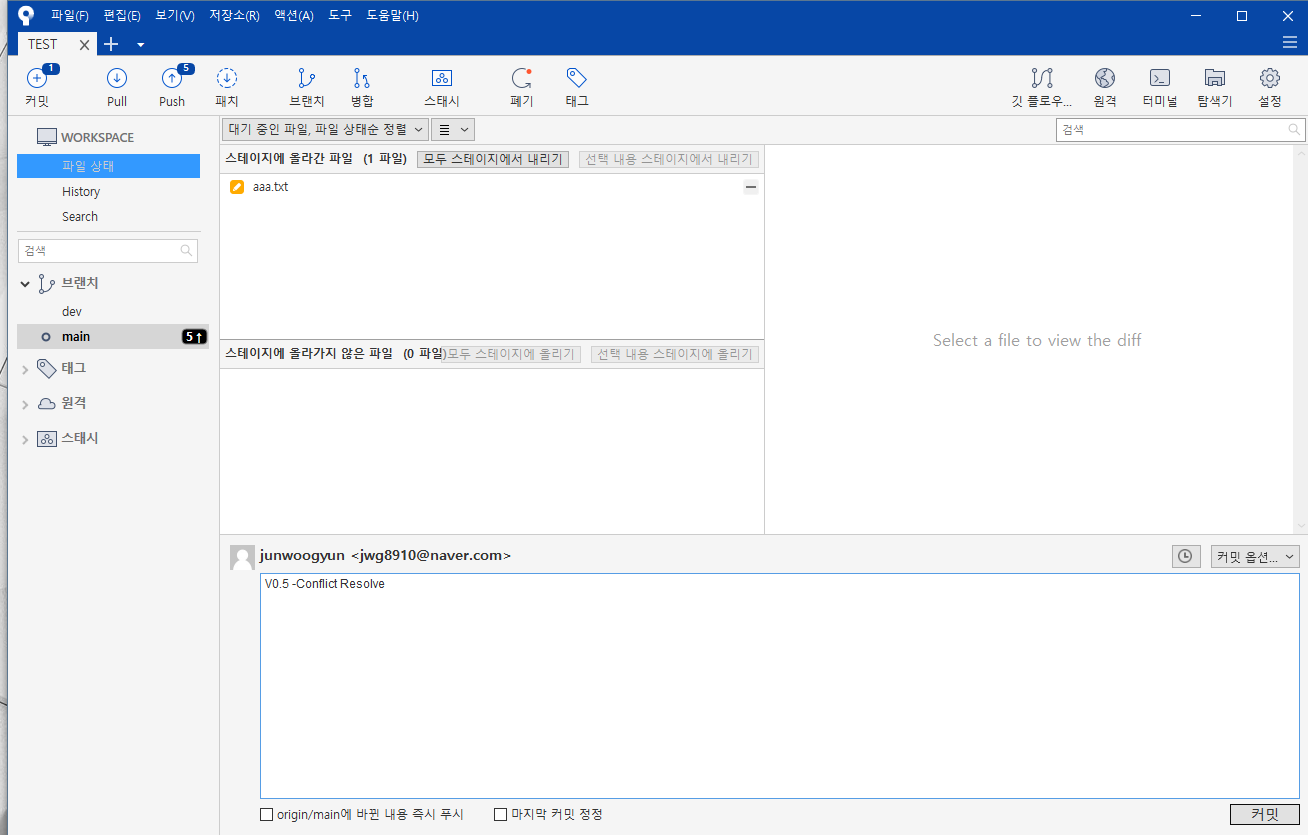 파일(F) 편집(E) 보기(V) 저장소(R) 액션(A) 도구 도움말(H)
TEST
1 5
커밋 Pull Push 패치 브랜치 병합 스태시 폐기 태그 깃 플로우... 원격 터미널 탐색기 설정
WORKSPACE
파일 상태
History
Search
검색
브랜치
dev
main 5↑
태그
원격
스태시
대기 중인 파일, 파일 상태순 정렬
검색
스테이지에 올라간 파일 (1 파일) 모두 스테이지에서 내리기 선택 내용 스테이지에서 내리기
aaa.txt
스테이지에 올라가지 않은 파일 (0 파일) 모두 스테이지에 올리기 선택 내용 스테이지에 올리기
Select a file to view the diff
junwoogyun <jwg8910@naver.com>
커밋 옵션...
V0.5 -Conflict Resolve
origin/main에 바뀐 내용 즉시 푸시 마지막 커밋 정정
커밋